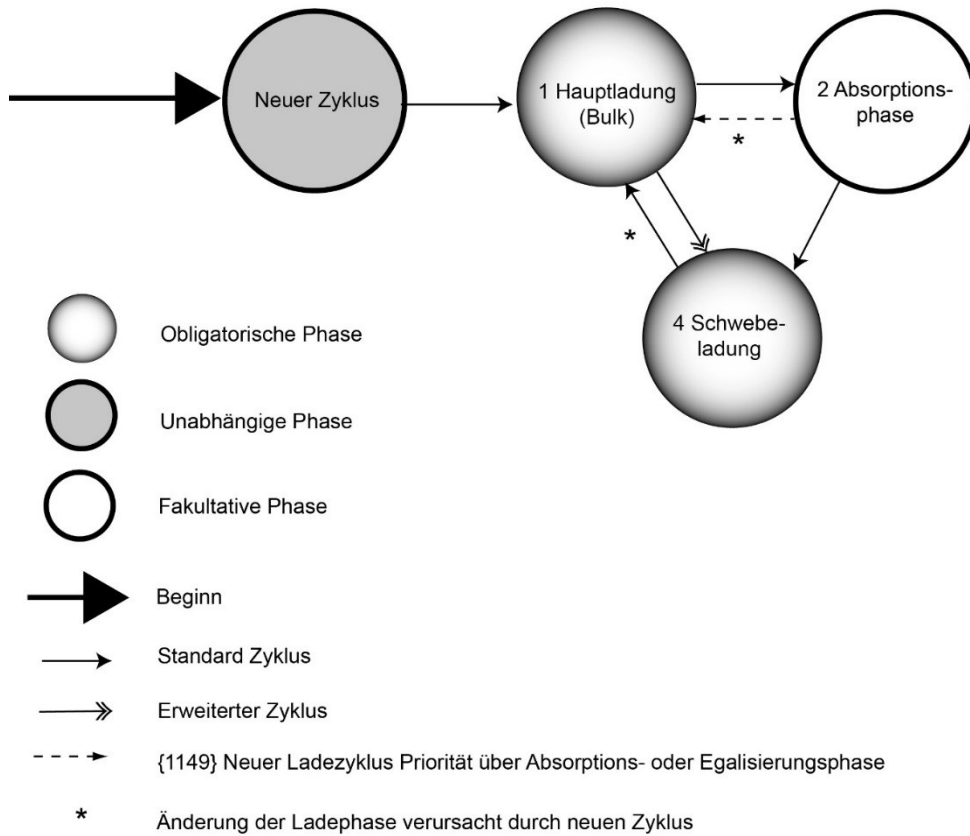 Neuer Zyklus
1 Hauptladung
(Bulk)
2 Absorptions-
phase
*
*
4 Schwebe-
ladung
Obligatorische Phase
Unabhängige Phase
Fakultative Phase
Beginn
Standard Zyklus
Erweiterter Zyklus
{1149} Neuer Ladezyklus Priorität über Absorptions- oder Egalisierungsphase
* Änderung der Ladephase verursacht durch neuen Zyklus